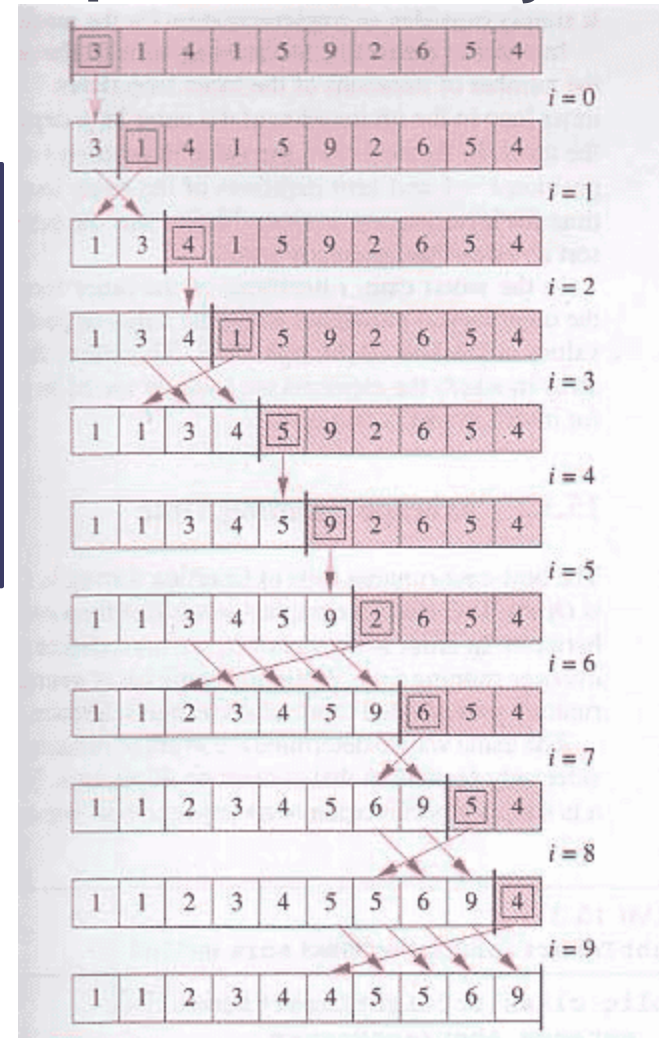 3 1 4 1 5 9 2 6 5 4
i = 0
3 1 4 1 5 9 2 6 5 4
i =
1 3 4 1 5 9 2 6 5 4
i = 2
1 3 4 1 5 9 2 6 5 4
i = 3
1 1 3 4 5 9 2 6 5 4
i = 4
1 1 3 4 5 9 2 6 5 4
i = 5
1 1 3 4 5 9 2 6 5 4
i = 6
1 1 2 3 4 5 9 6 5 4
i = 7
1 1 2 3 4 5 6 9 5 4
i = 8
1 1 2 3 4 5 5 6 9 4
i = 9
1 1 2 3 4 4 5 5 6 9